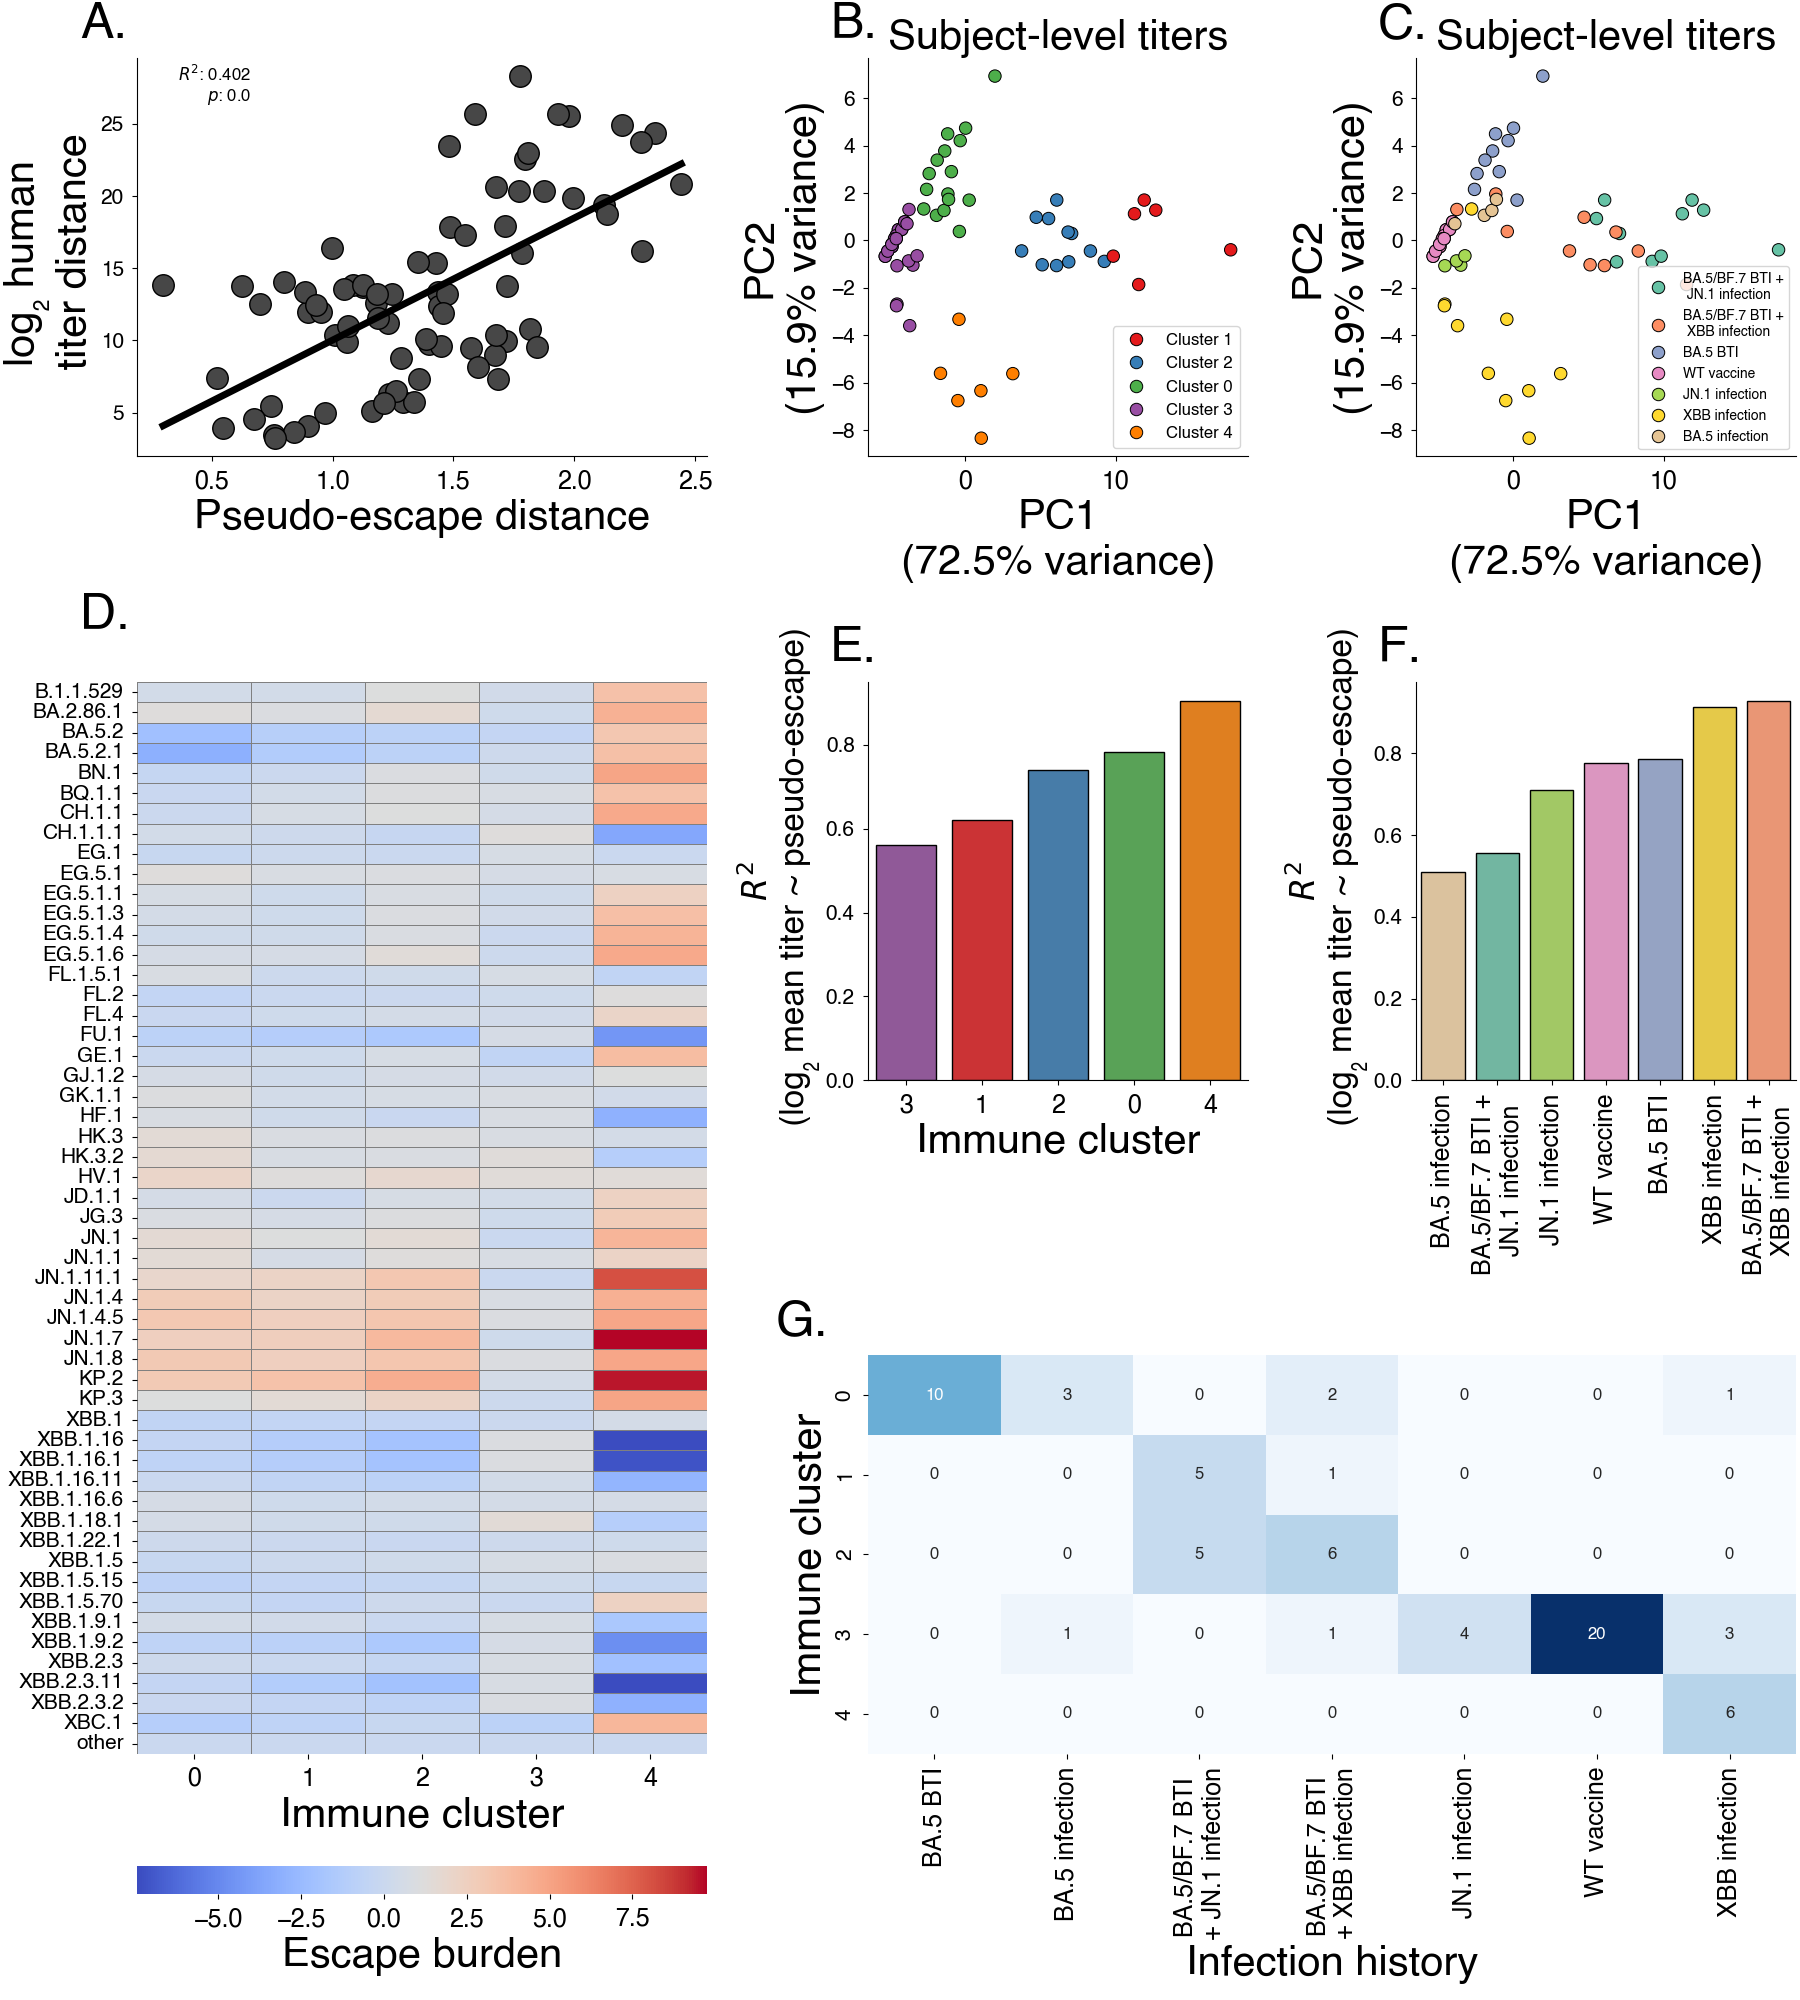 A.
R²: 0.402
p: 0.0
log₂ human
titer distance
25
20
15
10
5
0.5 1.0 1.5 2.0 2.5
Pseudo-escape distance
B.
Subject-level titers
PC2
(15.9% variance)
6
4
2
0
−2
−4
−6
−8
Cluster 1
Cluster 2
Cluster 0
Cluster 3
Cluster 4
0 10
PC1
(72.5% variance)
C.
Subject-level titers
PC2
(15.9% variance)
6
4
2
0
−2
−4
−6
−8
BA.5/BF.7 BTI +
JN.1 infection
BA.5/BF.7 BTI +
XBB infection
BA.5 BTI
WT vaccine
JN.1 infection
XBB infection
BA.5 infection
0 10
PC1
(72.5% variance)
D.
B.1.1.529
BA.2.86.1
BA.5.2
BA.5.2.1
BN.1
BQ.1.1
CH.1.1
CH.1.1.1
EG.1
EG.5.1
EG.5.1.1
EG.5.1.3
EG.5.1.4
EG.5.1.6
FL.1.5.1
FL.2
FL.4
FU.1
GE.1
GJ.1.2
GK.1.1
HF.1
HK.3
HK.3.2
HV.1
JD.1.1
JG.3
JN.1
JN.1.1
JN.1.11.1
JN.1.4
JN.1.4.5
JN.1.7
JN.1.8
KP.2
KP.3
XBB.1
XBB.1.16
XBB.1.16.1
XBB.1.16.11
XBB.1.16.6
XBB.1.18.1
XBB.1.22.1
XBB.1.5
XBB.1.5.15
XBB.1.5.70
XBB.1.9.1
XBB.1.9.2
XBB.2.3
XBB.2.3.11
XBB.2.3.2
XBC.1
other
0 1 2 3 4
Immune cluster
−5.0 −2.5 0.0 2.5 5.0 7.5
Escape burden
E.
R²
(log₂ mean titer ~ pseudo-escape)
0.8
0.6
0.4
0.2
0.0
3 1 2 0 4
Immune cluster
F.
R²
(log₂ mean titer ~ pseudo-escape)
0.8
0.6
0.4
0.2
0.0
BA.5 infection
BA.5/BF.7 BTI +
JN.1 infection
JN.1 infection
WT vaccine
BA.5 BTI
XBB infection
BA.5/BF.7 BTI +
XBB infection
G.
Immune cluster
0 10 3 0 2 0 0 1
1 0 0 5 1 0 0 0
2 0 0 5 6 0 0 0
3 0 1 0 1 4 20 3
4 0 0 0 0 0 0 6
BA.5 BTI
BA.5 infection
BA.5/BF.7 BTI
+ JN.1 infection
BA.5/BF.7 BTI
+ XBB infection
JN.1 infection
WT vaccine
XBB infection
Infection history